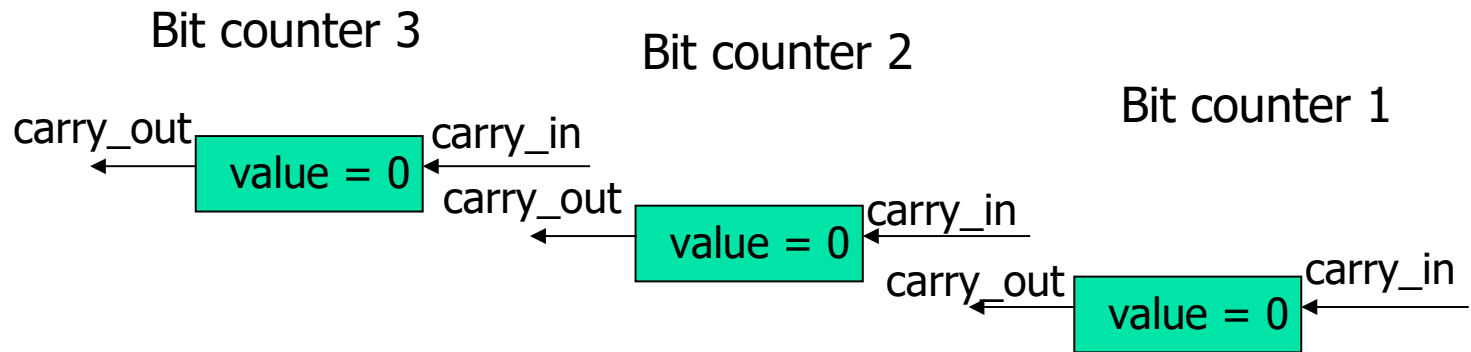 Bit counter 3
Bit counter 2
Bit counter 1
carry_out
value = 0
carry_in
carry_out
value = 0
carry_in
carry_out
value = 0
carry_in